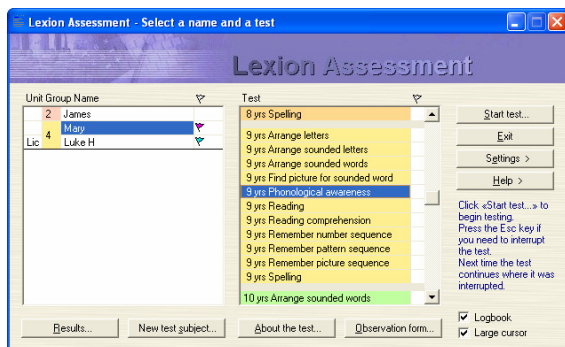 Lexion Assessment - Select a name and a test
Lexion Assessment
Unit Group Name
Test
2 James
4 Mary
Lic Luke H
8 yrs Spelling
9 yrs Arrange letters
9 yrs Arrange sounded letters
9 yrs Arrange sounded words
9 yrs Find picture for sounded word
9 yrs Phonological awareness
9 yrs Reading
9 yrs Reading comprehension
9 yrs Remember number sequence
9 yrs Remember pattern sequence
9 yrs Remember picture sequence
9 yrs Spelling
10 yrs Arrange sounded words
Start test...
Exit
Settings >
Help >
Click «Start test...» to
begin testing.
Press the Esc key if
you need to interrupt
the test.
Next time the test
continues where it was
interrupted.
Logbook
Large cursor
Results...
New test subject...
About the test...
Observation form...